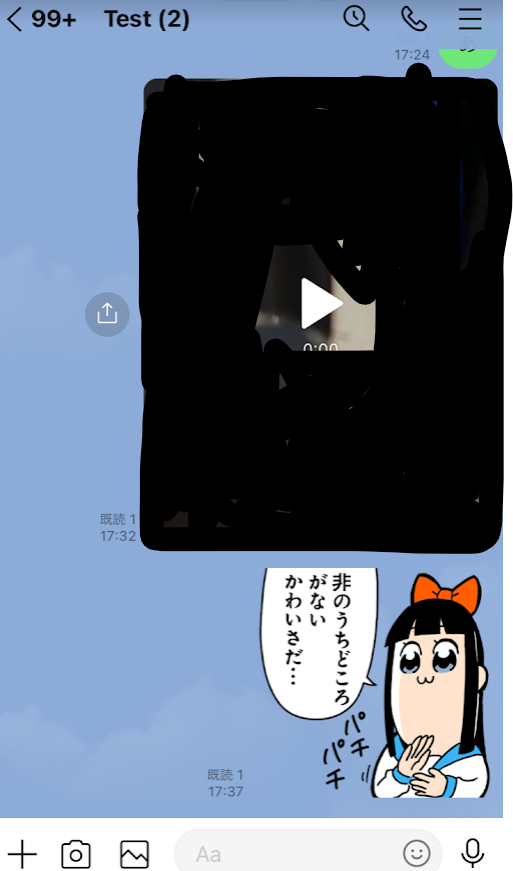 99+ Test (2)
あ
17:24
0:00
既読 1
17:32
非のうちどころ
がない
かわいさだ…
パチ
パチ
既読 1
17:37
Aa